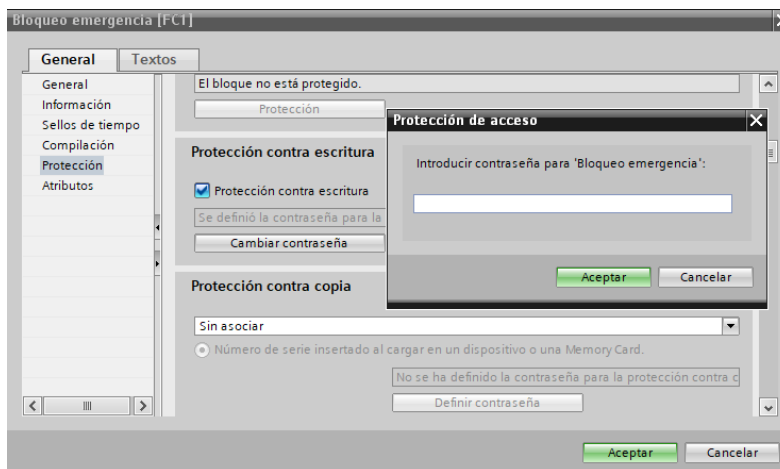 Bloqueo emergencia [FC1]
General
Textos
General
Información
Sellos de tiempo
Compilación
Protección
Atributos
El bloque no está protegido.
Protección
Protección contra escritura
Protección contra escritura
Se definió la contraseña para la
Cambiar contraseña
Protección de acceso
Introducir contraseña para 'Bloqueo emergencia':
Aceptar
Cancelar
Protección contra copia
Sin asociar
Número de serie insertado al cargar en un dispositivo o una Memory Card.
No se ha definido la contraseña para la protección contra c
Definir contraseña
Aceptar
Cancelar